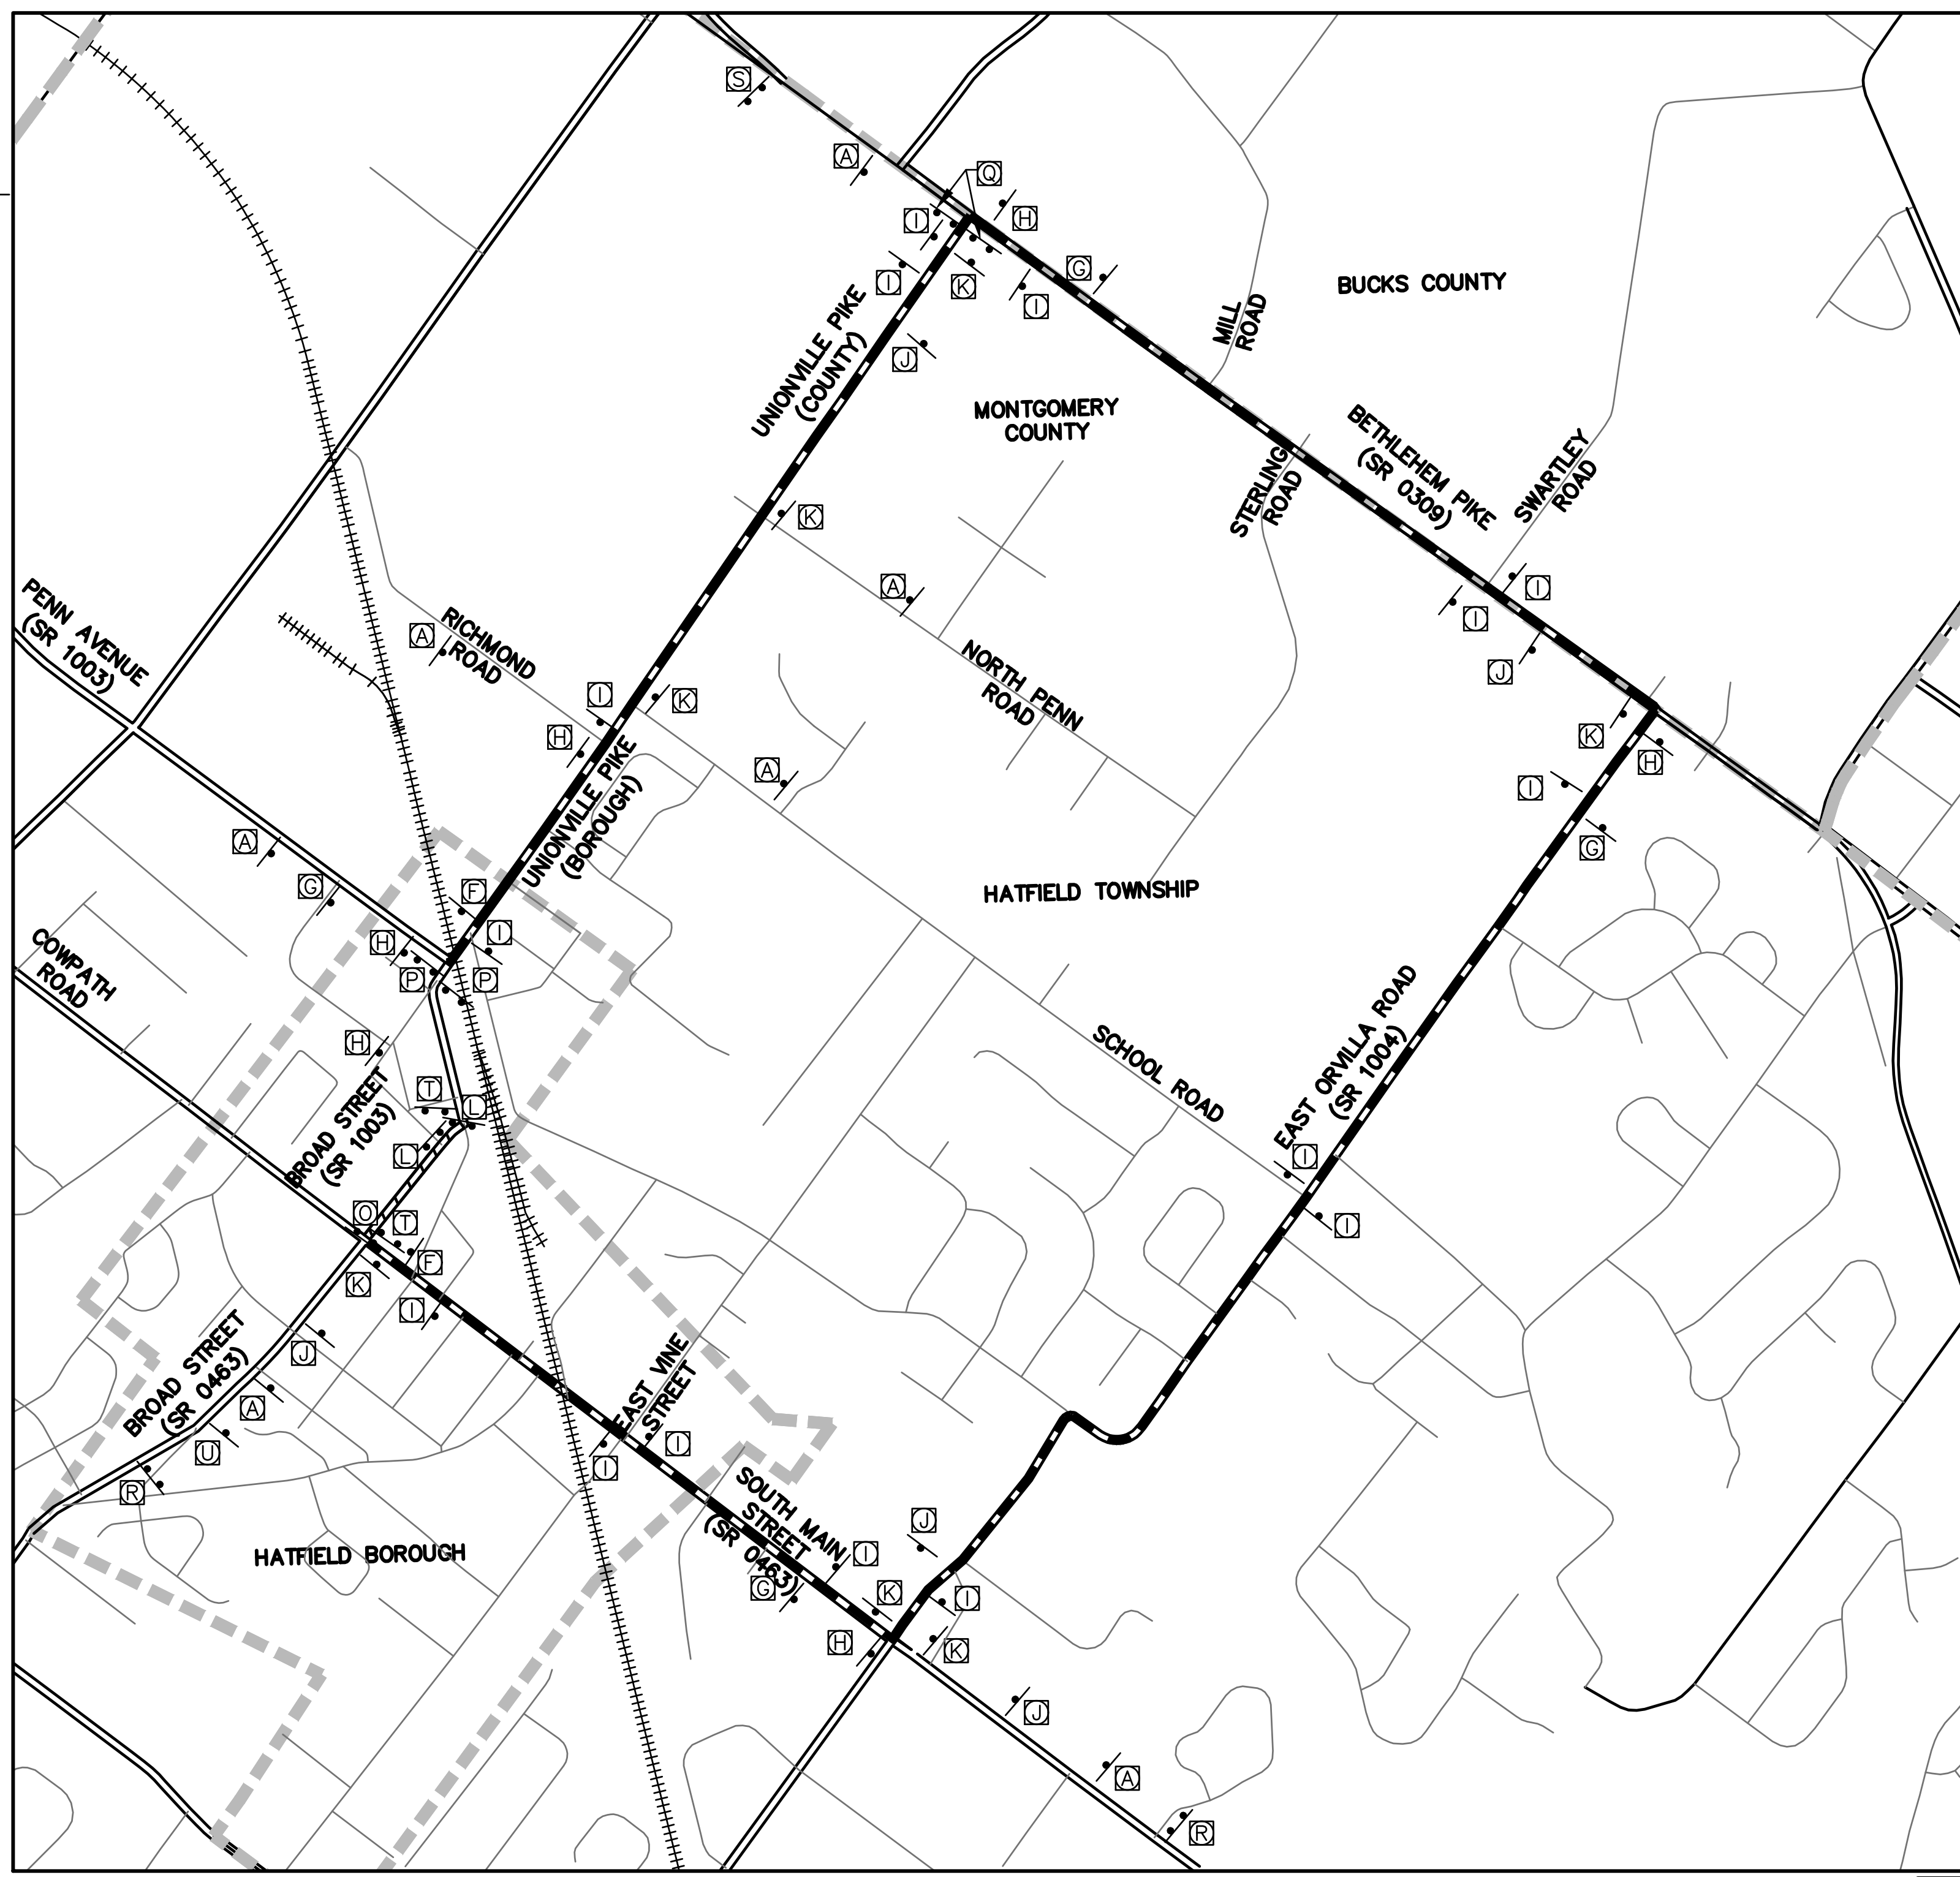 S
A
Q
I
H
G
I
K
I
BUCKS COUNTY
UNIONVILLE PIKE
(COUNTY)
MILL
ROAD
J
MONTGOMERY
COUNTY
BETHLEHEM PIKE
(SR 0309)
SWARTLEY
ROAD
STERLING
ROAD
K
PENN AVENUE
(SR 1003)
A
I
I
A
RICHMOND
ROAD
NORTH PENN
ROAD
J
I
K
H
K
H
UNIONVILLE PIKE
(BOROUGH)
A
I
A
G
G
F
HATFIELD TOWNSHIP
I
H
COWPATH
ROAD
P
P
H
SCHOOL ROAD
EAST ORVILLA ROAD
(SR 1004)
T
L
BROAD STREET
(SR 1003)
L
I
O
T
I
F
K
I
J
BROAD STREET
(SR 0463)
EAST VINE
STREET
A
U
I
I
R
SOUTH MAIN
STREET
(SR 0463)
J
HATFIELD BOROUGH
I
G
K
I
H
K
J
A
R